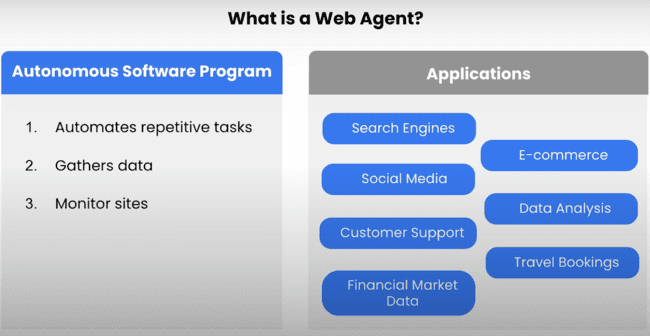 What is a Web Agent?
Autonomous Software Program
1. Automates repetitive tasks
2. Gathers data
3. Monitor sites
Applications
Search Engines
E-commerce
Social Media
Data Analysis
Customer Support
Travel Bookings
Financial Market
Data